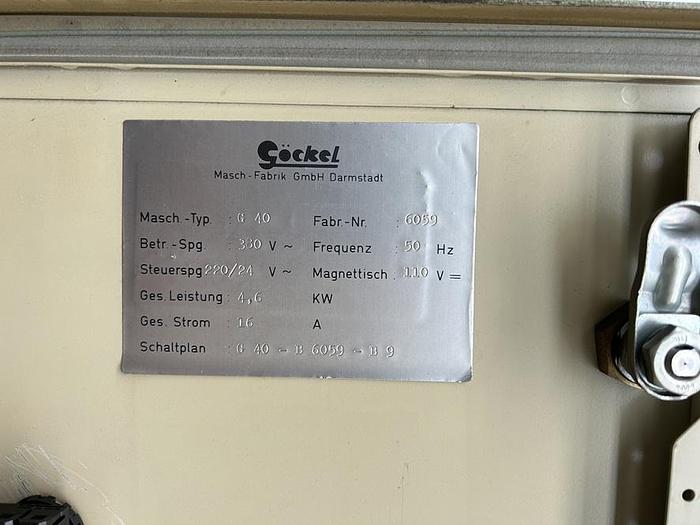 Göckel
Masch.-Fabrik GmbH Darmstadt
Masch.-Typ. : G 40 Fabr.-Nr. : 6059
Betr.-Spg. : 380 V ~ Frequenz : 50 Hz
Steuerspg 220/24 V ~ Magnettisch : 110 V =
Ges. Leistung : 4,6 KW
Ges. Strom : 16 A
Schaltplan : G 40 - B 6059 - B 9